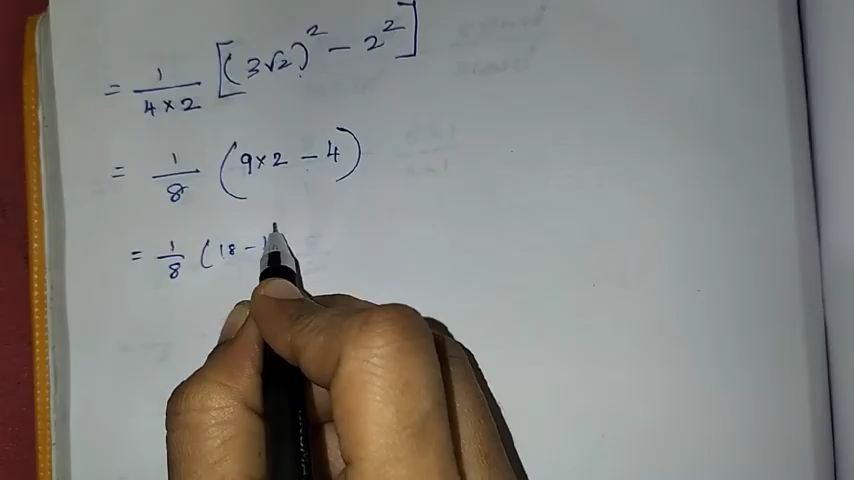 = 1/(4 × 2) [(3√2)² − 2²]
= 1/8 (9×2 − 4)
= 1/8 (18 −